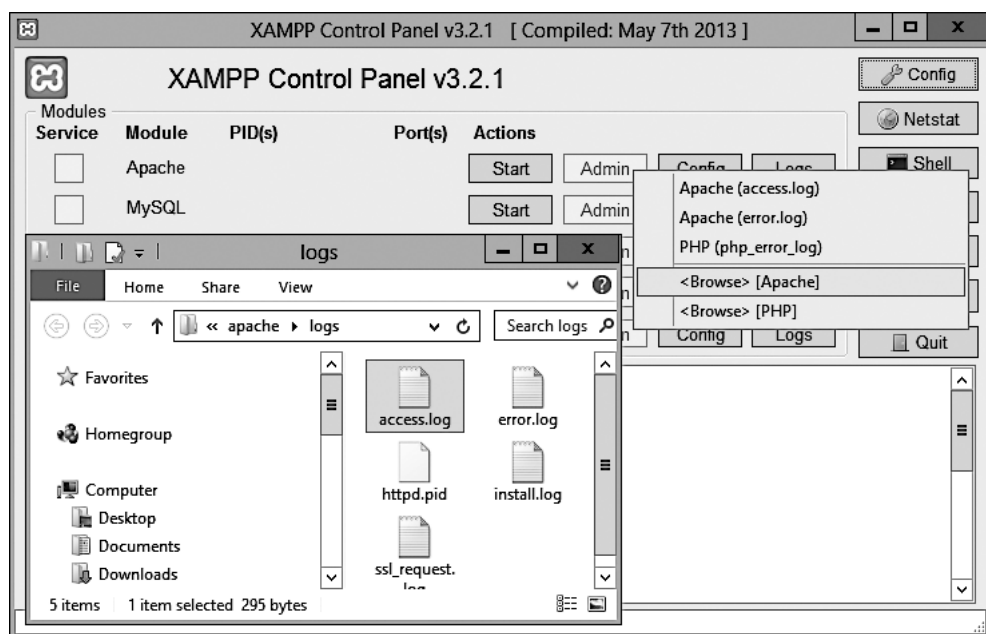 XAMPP Control Panel v3.2.1 [ Compiled: May 7th 2013 ]
XAMPP Control Panel v3.2.1
Config
Modules
Netstat
Service Module PID(s) Port(s) Actions
Apache Start Admin Config Logs
Shell
MySQL Start Admin
Apache (access.log)
Apache (error.log)
PHP (php_error_log)
<Browse> [Apache]
<Browse> [PHP]
Config Logs
Quit
logs
File Home Share View
« apache logs
Search logs
Favorites
Homegroup
Computer
Desktop
Documents
Downloads
access.log
error.log
httpd.pid
install.log
ssl_request.
log
5 items 1 item selected 295 bytes